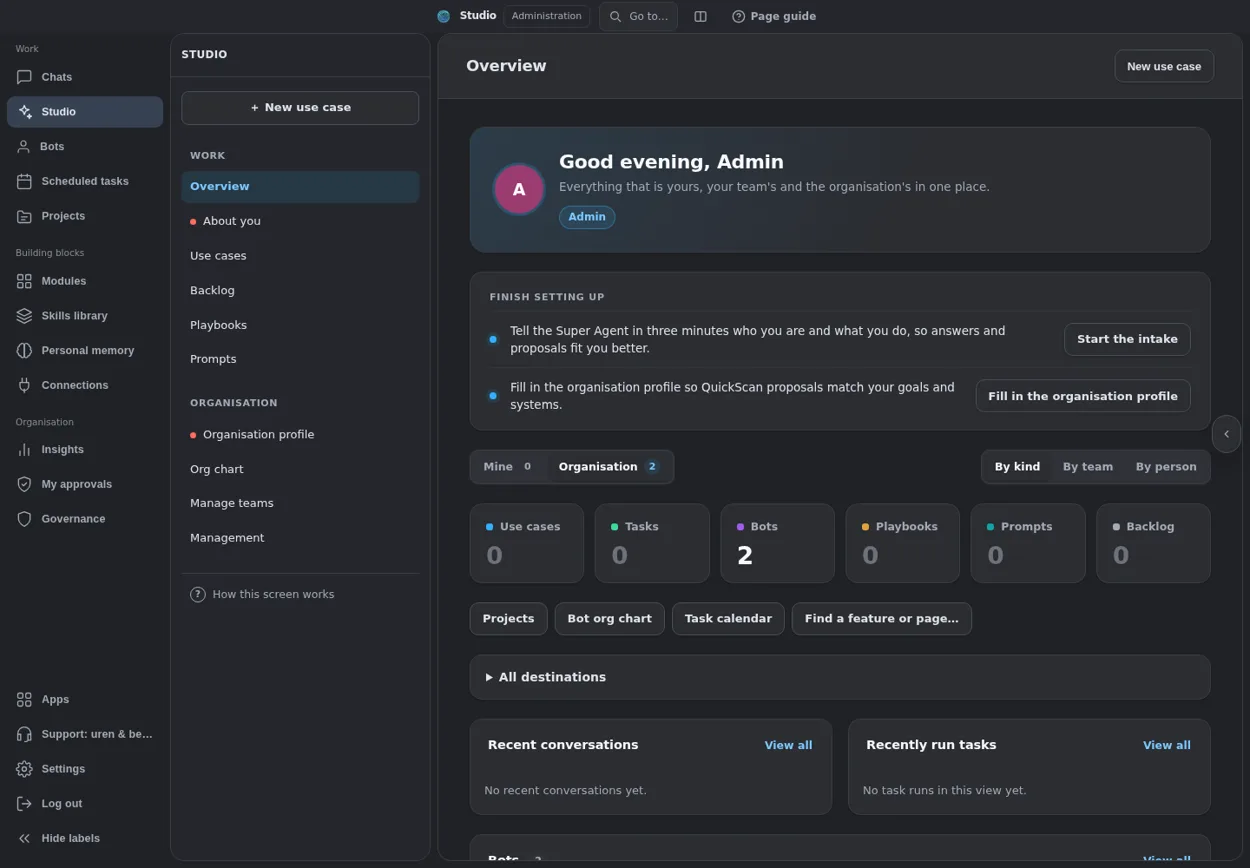 Studio
Administration
Go to...
Page guide
Work
Chats
Studio
Bots
Scheduled tasks
Projects
Building blocks
Modules
Skills library
Personal memory
Connections
Organisation
Insights
My approvals
Governance
Apps
Support: uren & be...
Settings
Log out
Hide labels
STUDIO
+ New use case
WORK
Overview
About you
Use cases
Backlog
Playbooks
Prompts
ORGANISATION
Organisation profile
Org chart
Manage teams
Management
? How this screen works
Overview
New use case
A
Good evening, Admin
Everything that is yours, your team's and the organisation's in one place.
Admin
FINISH SETTING UP
Tell the Super Agent in three minutes who you are and what you do, so answers and
proposals fit you better.
Start the intake
Fill in the organisation profile so QuickScan proposals match your goals and
systems.
Fill in the organisation profile
Mine 0
Organisation 2
By kind
By team
By person
Use cases
0
Tasks
0
Bots
2
Playbooks
0
Prompts
0
Backlog
0
Projects
Bot org chart
Task calendar
Find a feature or page...
All destinations
Recent conversations
View all
No recent conversations yet.
Recently run tasks
View all
No task runs in this view yet.
Bots 2
View all